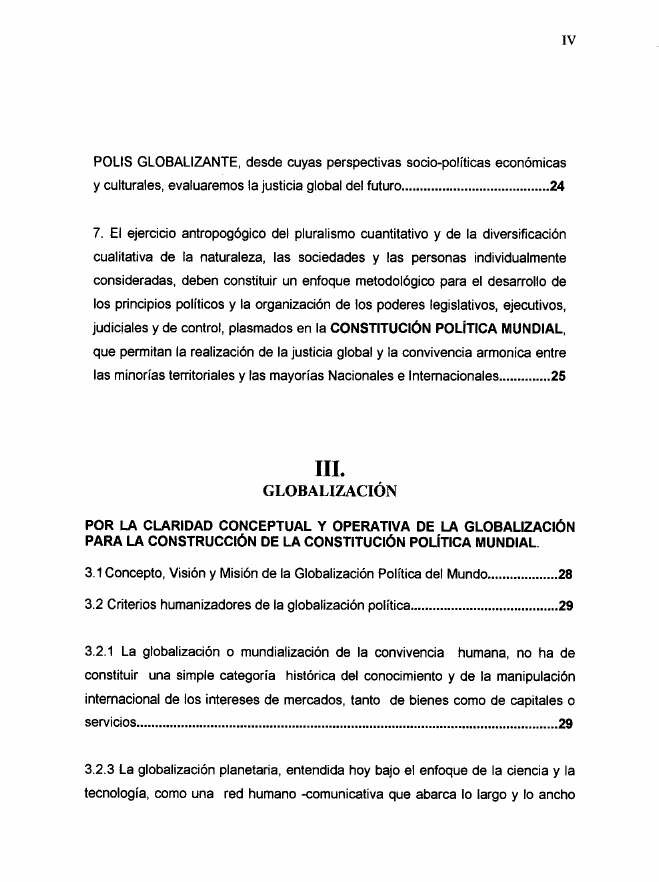 IV
POLIS GLOBALIZANTE, desde cuyas perspectivas socio-políticas económicas
y culturales, evaluaremos la justicia global del futuro........................................24
7. El ejercicio antropogógico del pluralismo cuantitativo y de la diversificación
cualitativa de la naturaleza, las sociedades y las personas individualmente
consideradas, deben constituir un enfoque metodológico para el desarrollo de
los principios políticos y la organización de los poderes legislativos, ejecutivos,
judiciales y de control, plasmados en la CONSTITUCIÓN POLÍTICA MUNDIAL,
que permitan la realización de la justicia global y la convivencia armonica entre
las minorías territoriales y las mayorías Nacionales e Internacionales..............25
III.
GLOBALIZACIÓN
POR LA CLARIDAD CONCEPTUAL Y OPERATIVA DE LA GLOBALIZACIÓN
PARA LA CONSTRUCCIÓN DE LA CONSTITUCIÓN POLÍTICA MUNDIAL.
3.1 Concepto, Visión y Misión de la Globalización Política del Mundo...................28
3.2 Criterios humanizadores de la globalización política........................................29
3.2.1 La globalización o mundialización de la convivencia humana, no ha de
constituir una simple categoría histórica del conocimiento y de la manipulación
internacional de los intereses de mercados, tanto de bienes como de capitales o
servicios..................................................................................................................29
3.2.3 La globalización planetaria, entendida hoy bajo el enfoque de la ciencia y la
tecnología, como una red humano -comunicativa que abarca lo largo y lo ancho